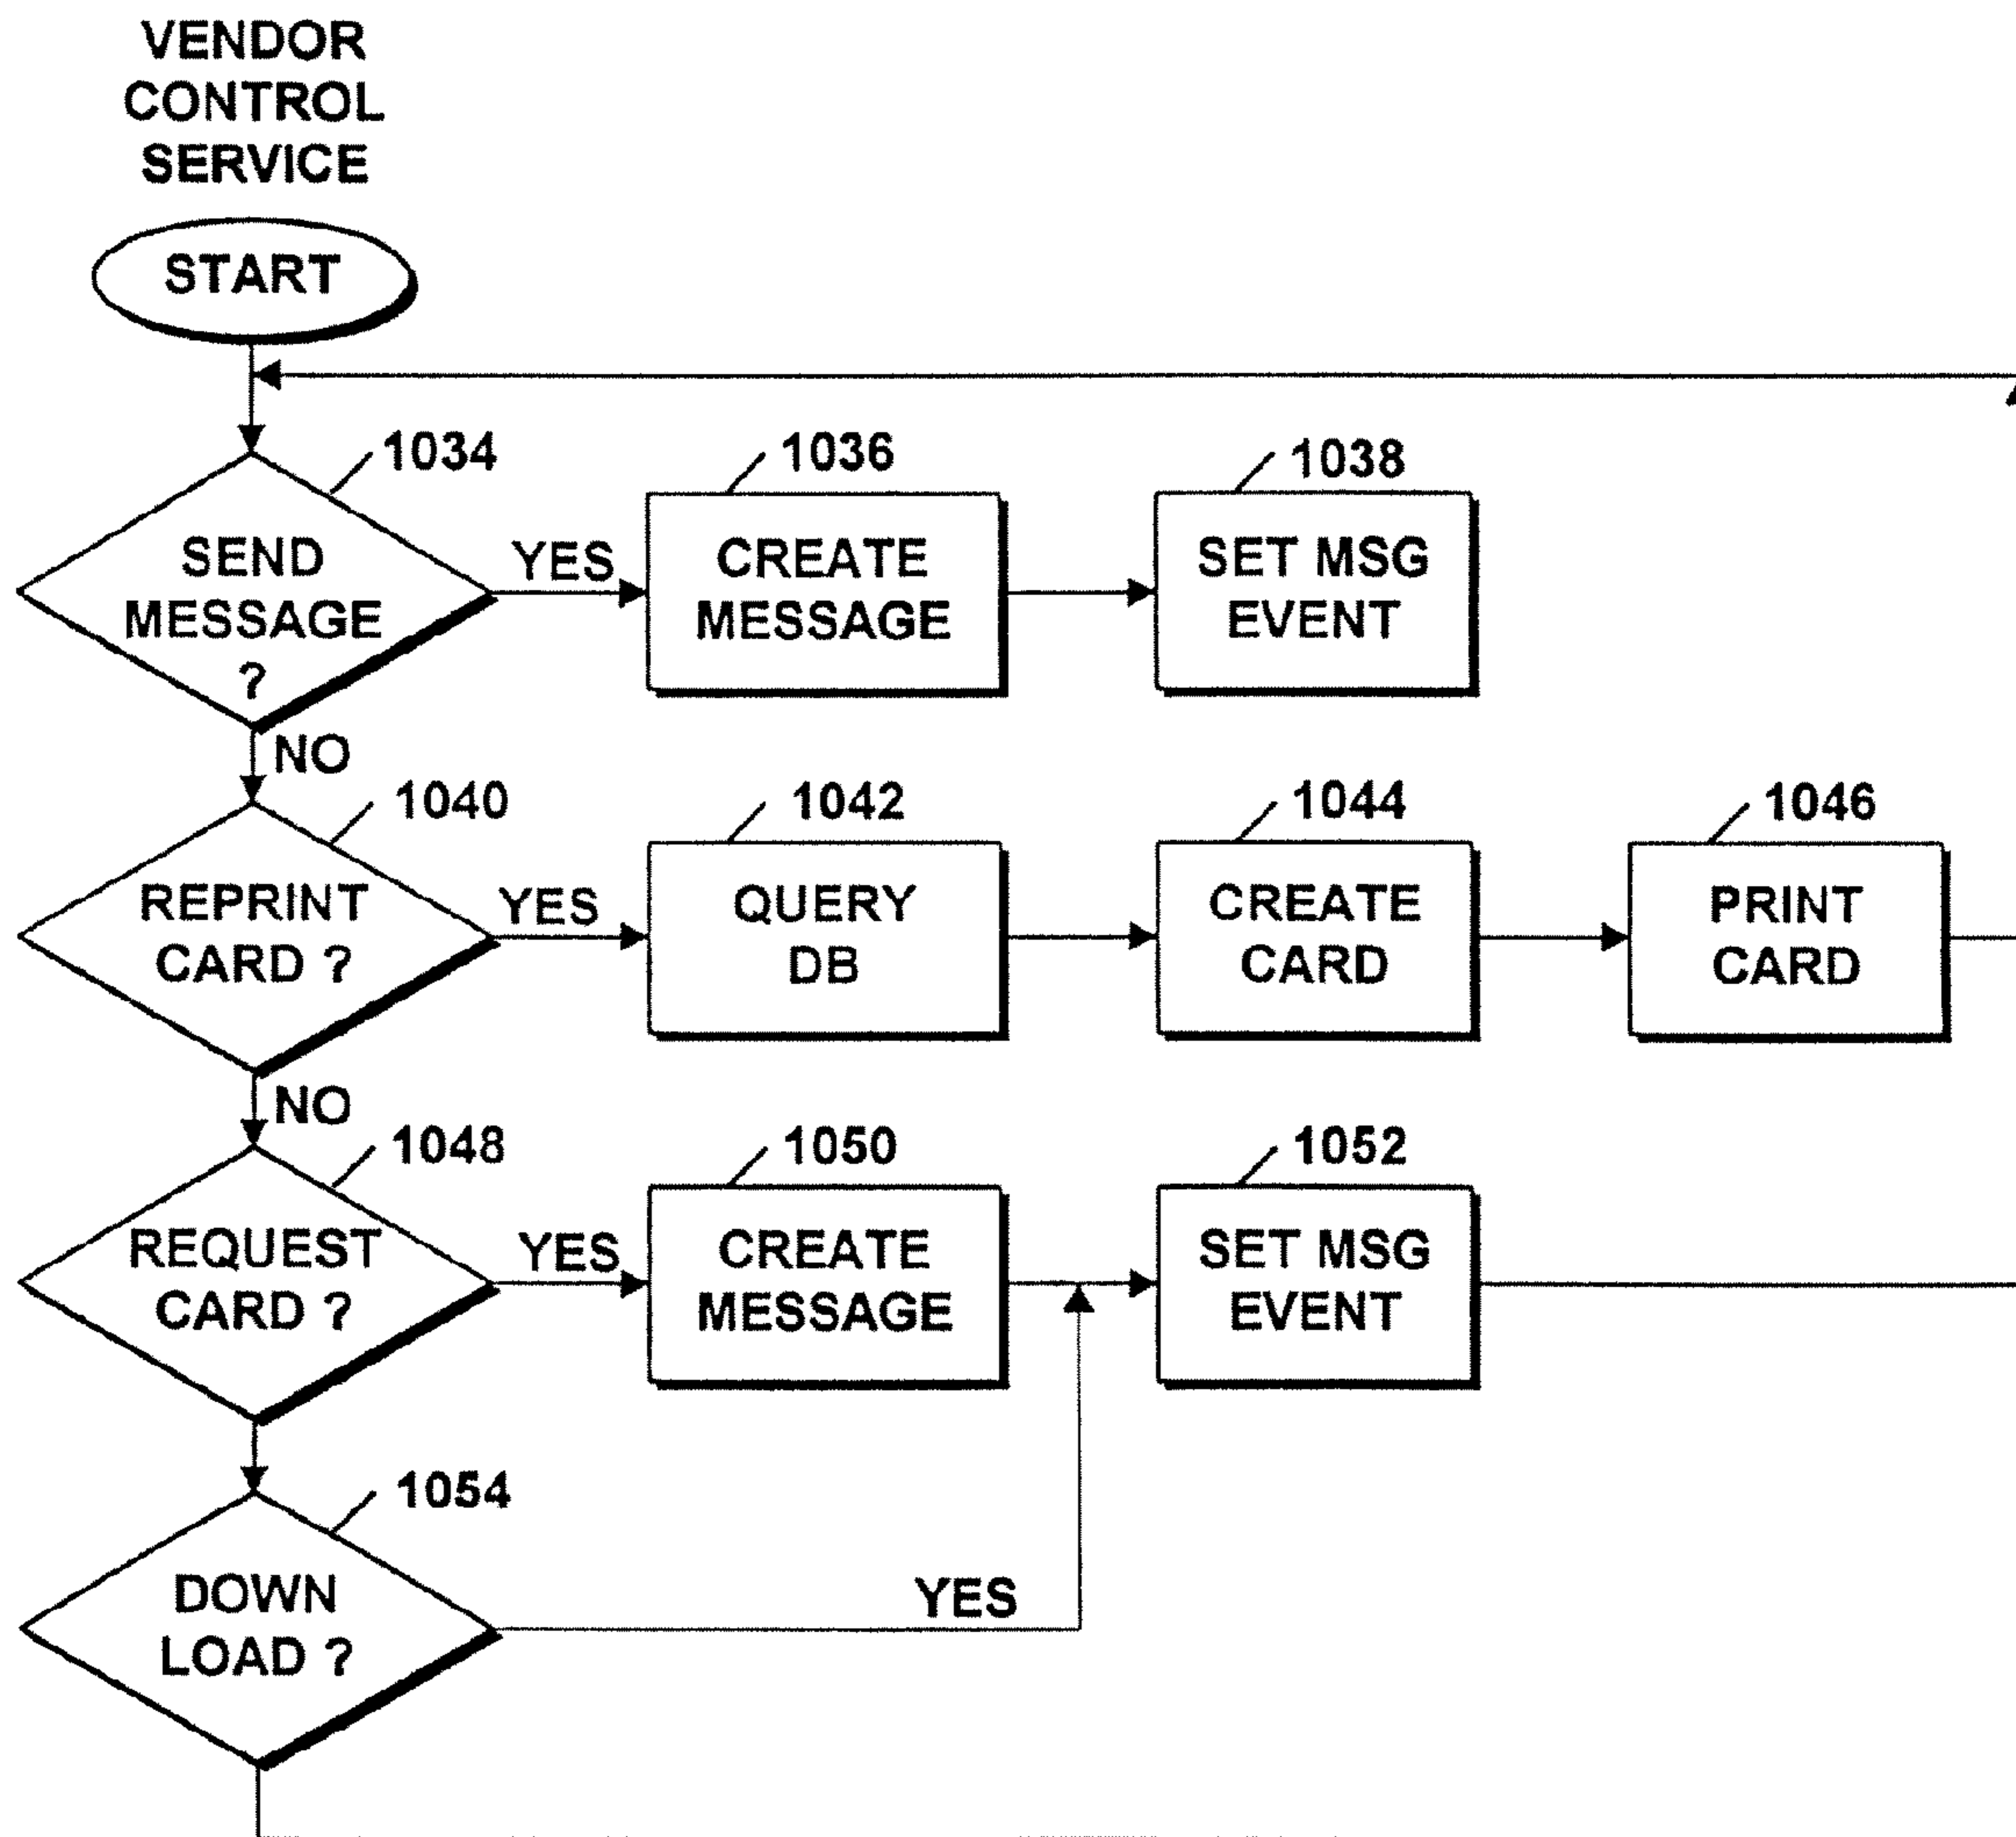 VENDOR
CONTROL
SERVICE
START
1034
SEND
MESSAGE
?
YES
1036
CREATE
MESSAGE
1038
SET MSG
EVENT
NO
1040
REPRINT
CARD ?
YES
1042
QUERY
DB
1044
CREATE
CARD
1046
PRINT
CARD
NO
1048
REQUEST
CARD ?
YES
1050
CREATE
MESSAGE
1052
SET MSG
EVENT
1054
DOWN
LOAD ?
YES